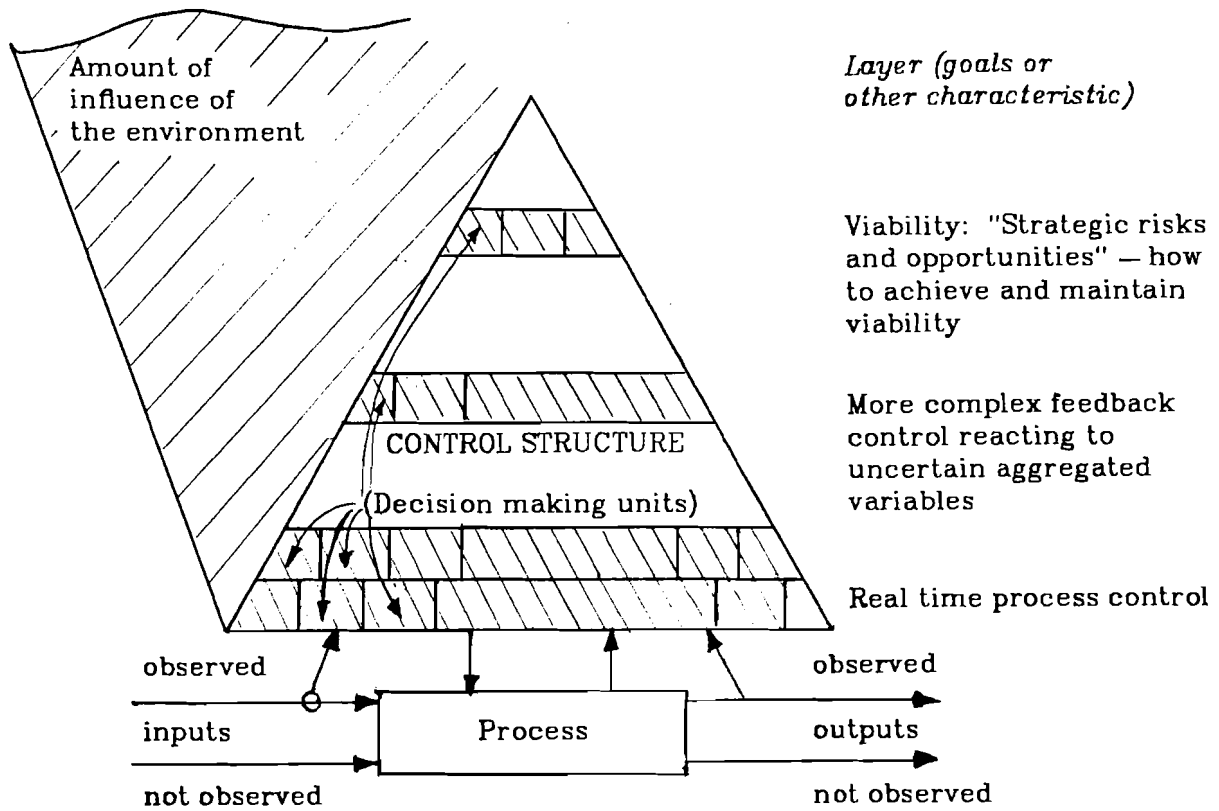 Amount of
influence of
the environment
Layer (goals or
other characteristic)
Viability: "Strategic risks
and opportunities" — how
to achieve and maintain
viability
More complex feedback
control reacting to
uncertain aggregated
variables
CONTROL STRUCTURE
(Decision making units)
Real time process control
observed
inputs
not observed
Process
observed
outputs
not observed